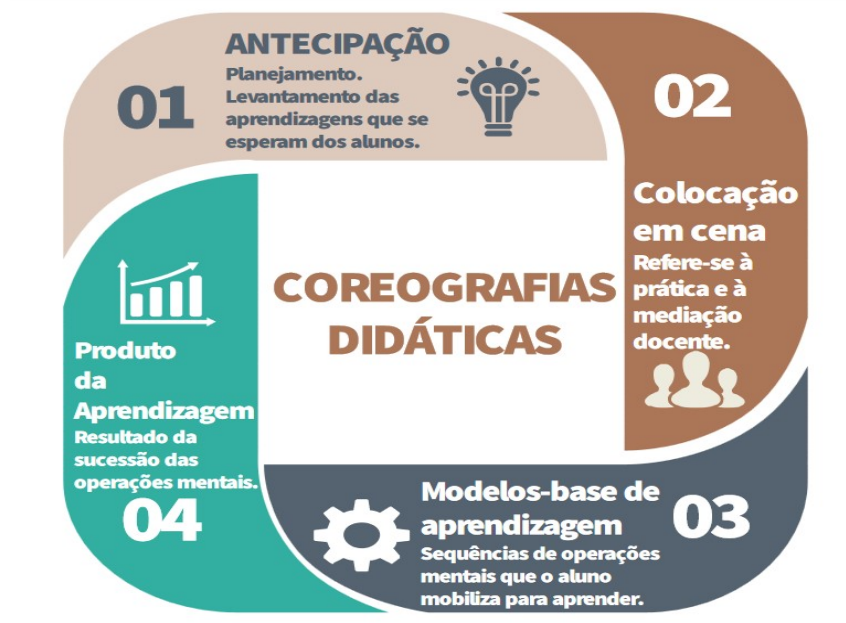 01
ANTECIPAÇÃO
Planejamento.
Levantamento das
aprendizagens que se
esperam dos alunos.
02
Colocação
em cena
Refere-se à
prática e à
mediação
docente.
COREOGRAFIAS
DIDÁTICAS
Modelos-base de
aprendizagem
Sequências de operações
mentais que o aluno
mobiliza para aprender.
03
Produto
da
Aprendizagem
Resultado da
sucessão das
operações mentais.
04